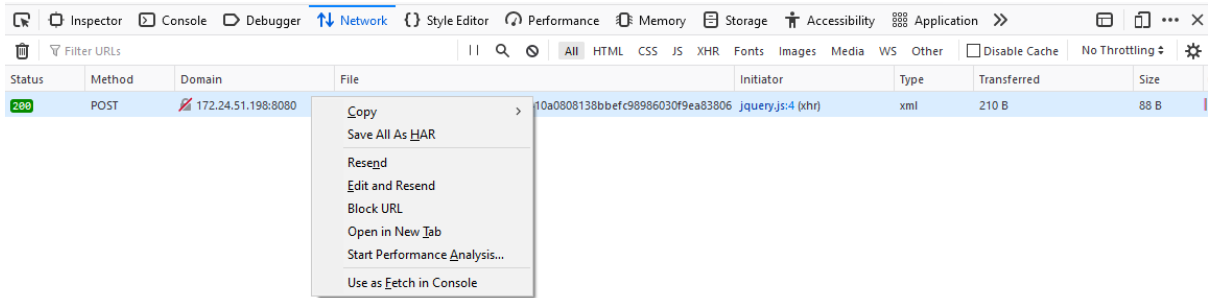 Inspector Console Debugger Network Style Editor Performance Memory Storage Accessibility Application
Filter URLs All HTML CSS JS XHR Fonts Images Media WS Other Disable Cache No Throttling
Status Method Domain File Initiator Type Transferred Size
200 POST 172.24.51.198:8080 10a0808138bbefc98986030f9ea83806 jquery.js:4 (xhr) xml 210 B 88 B
Copy
Save All As HAR
Resend
Edit and Resend
Block URL
Open in New Tab
Start Performance Analysis...
Use as Fetch in Console